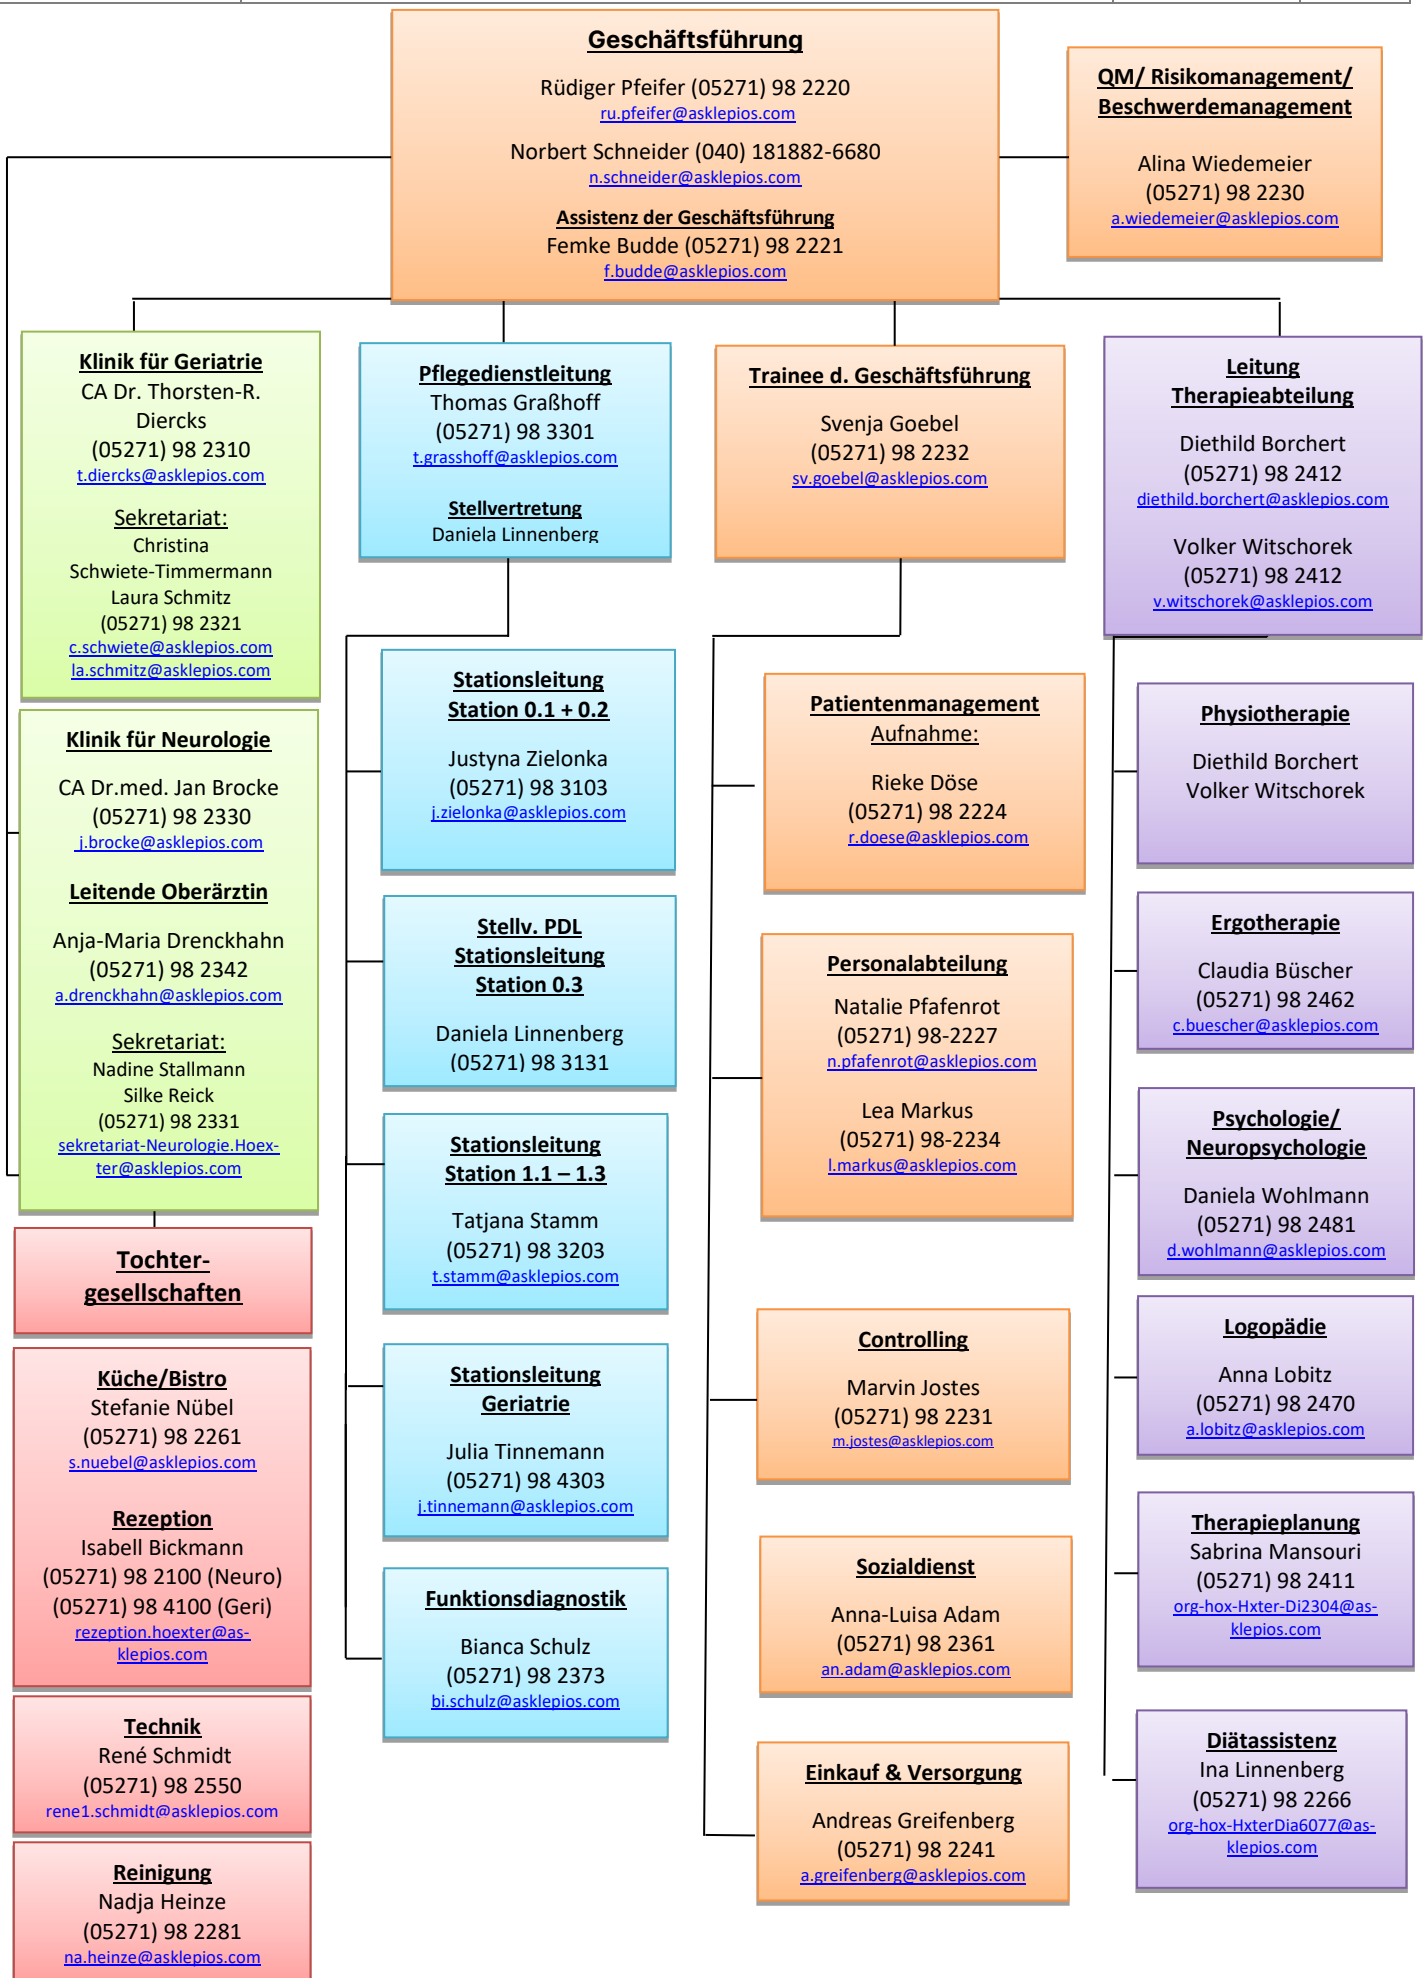 Geschäftsführung
Rüdiger Pfeifer (05271) 98 2220
ru.pfeifer@asklepios.com
Norbert Schneider (040) 181882-6680
n.schneider@asklepios.com
Assistenz der Geschäftsführung
Femke Budde (05271) 98 2221
f.budde@asklepios.com
QM/ Risikomanagement/
Beschwerdemanagement
Alina Wiedemeier
(05271) 98 2230
a.wiedemeier@asklepios.com
Klinik für Geriatrie
CA Dr. Thorsten-R.
Diercks
(05271) 98 2310
t.diercks@asklepios.com
Sekretariat:
Christina
Schwiete-Timmermann
Laura Schmitz
(05271) 98 2321
c.schwiete@asklepios.com
la.schmitz@asklepios.com
Klinik für Neurologie
CA Dr.med. Jan Brocke
(05271) 98 2330
j.brocke@asklepios.com
Leitende Oberärztin
Anja-Maria Drenckhahn
(05271) 98 2342
a.drenckhahn@asklepios.com
Sekretariat:
Nadine Stallmann
Silke Reick
(05271) 98 2331
sekretariat-Neurologie.Hoex-
ter@asklepios.com
Tochter-
gesellschaften
Küche/Bistro
Stefanie Nübel
(05271) 98 2261
s.nuebel@asklepios.com
Rezeption
Isabell Bickmann
(05271) 98 2100 (Neuro)
(05271) 98 4100 (Geri)
rezeption.hoexter@as-
klepios.com
Technik
René Schmidt
(05271) 98 2550
rene1.schmidt@asklepios.com
Reinigung
Nadja Heinze
(05271) 98 2281
na.heinze@asklepios.com
Pflegedienstleitung
Thomas Graßhoff
(05271) 98 3301
t.grasshoff@asklepios.com
Stellvertretung
Daniela Linnenberg
Stationsleitung
Station 0.1 + 0.2
Justyna Zielonka
(05271) 98 3103
j.zielonka@asklepios.com
Stellv. PDL
Stationsleitung
Station 0.3
Daniela Linnenberg
(05271) 98 3131
Stationsleitung
Station 1.1 – 1.3
Tatjana Stamm
(05271) 98 3203
t.stamm@asklepios.com
Stationsleitung
Geriatrie
Julia Tinnemann
(05271) 98 4303
j.tinnemann@asklepios.com
Funktionsdiagnostik
Bianca Schulz
(05271) 98 2373
bi.schulz@asklepios.com
Trainee d. Geschäftsführung
Svenja Goebel
(05271) 98 2232
sv.goebel@asklepios.com
Patientenmanagement
Aufnahme:
Rieke Döse
(05271) 98 2224
r.doese@asklepios.com
Personalabteilung
Natalie Pfafenrot
(05271) 98-2227
n.pfafenrot@asklepios.com
Lea Markus
(05271) 98-2234
l.markus@asklepios.com
Controlling
Marvin Jostes
(05271) 98 2231
m.jostes@asklepios.com
Sozialdienst
Anna-Luisa Adam
(05271) 98 2361
an.adam@asklepios.com
Einkauf & Versorgung
Andreas Greifenberg
(05271) 98 2241
a.greifenberg@asklepios.com
Leitung
Therapieabteilung
Diethild Borchert
(05271) 98 2412
diethild.borchert@asklepios.com
Volker Witschorek
(05271) 98 2412
v.witschorek@asklepios.com
Physiotherapie
Diethild Borchert
Volker Witschorek
Ergotherapie
Claudia Büscher
(05271) 98 2462
c.buescher@asklepios.com
Psychologie/
Neuropsychologie
Daniela Wohlmann
(05271) 98 2481
d.wohlmann@asklepios.com
Logopädie
Anna Lobitz
(05271) 98 2470
a.lobitz@asklepios.com
Therapieplanung
Sabrina Mansouri
(05271) 98 2411
org-hox-Hxter-Di2304@as-
klepios.com
Diätassistenz
Ina Linnenberg
(05271) 98 2266
org-hox-HxterDia6077@as-
klepios.com